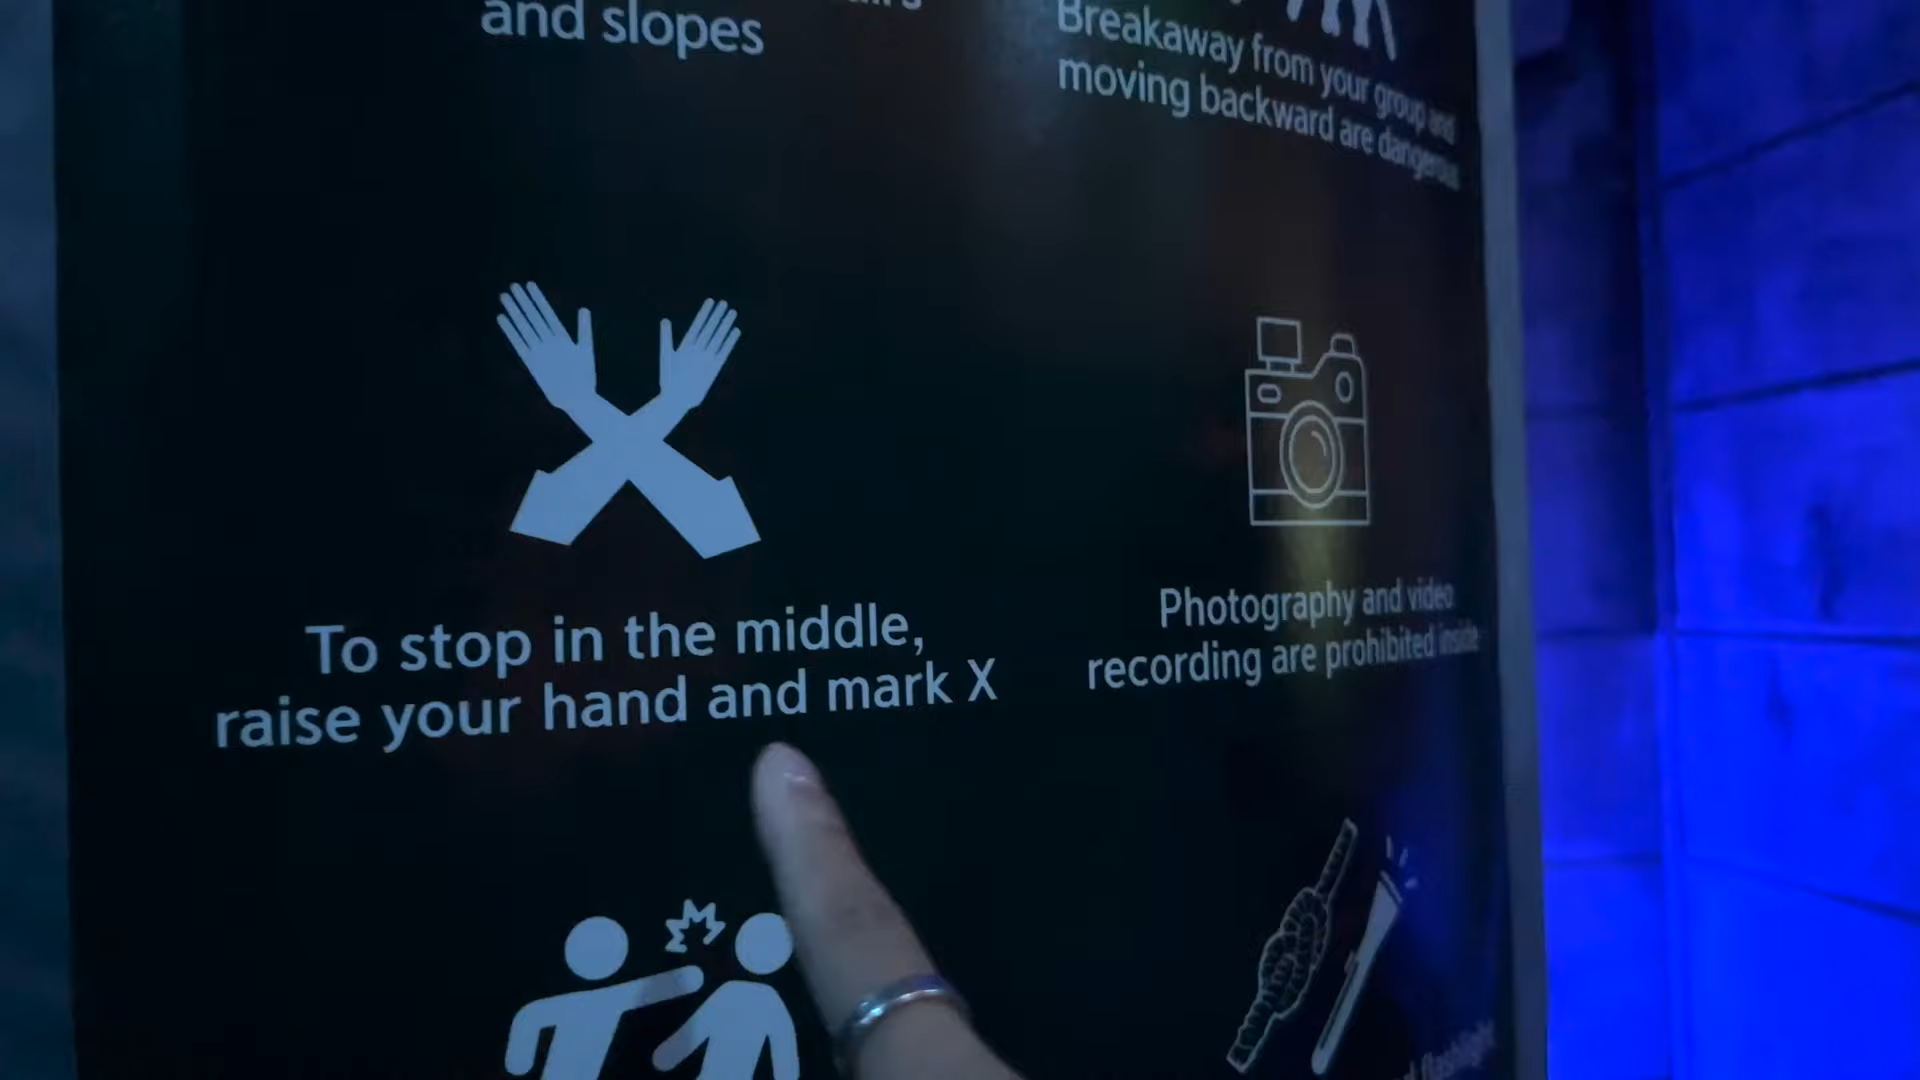 and slopes
Breakaway from your group and
moving backward are dangerous
To stop in the middle,
raise your hand and mark X
Photography and video
recording are prohibited inside
flashlight